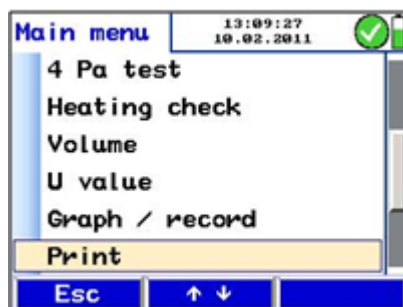 Main menu
13:09:27
10.02.2011
4 Pa test
Heating check
Volume
U value
Graph / record
Print
Esc ↑ ↓